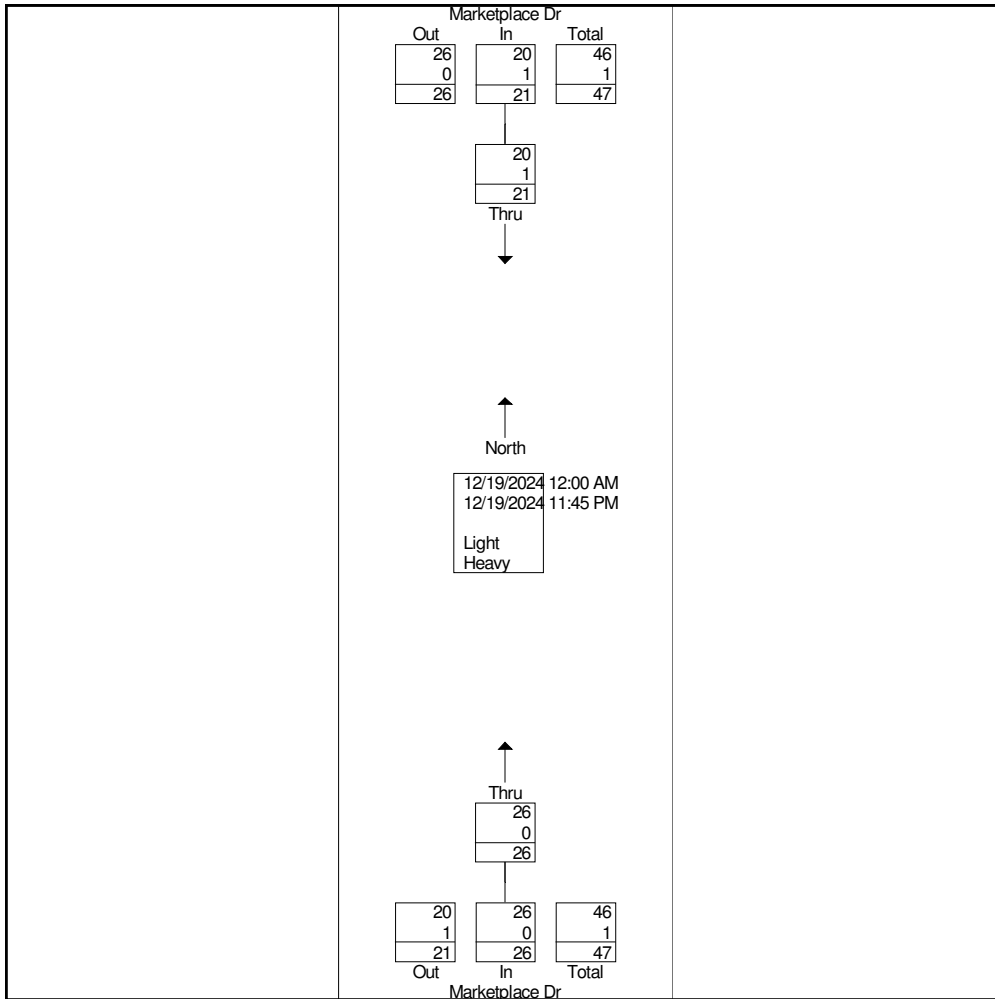 Marketplace Dr
Out In Total
26 20 46
0 1 1
26 21 47
20
1
21
Thru
North
12/19/2024 12:00 AM
12/19/2024 11:45 PM
Light
Heavy
Thru
26
0
26
20 26 46
1 0 1
21 26 47
Out In Total
Marketplace Dr